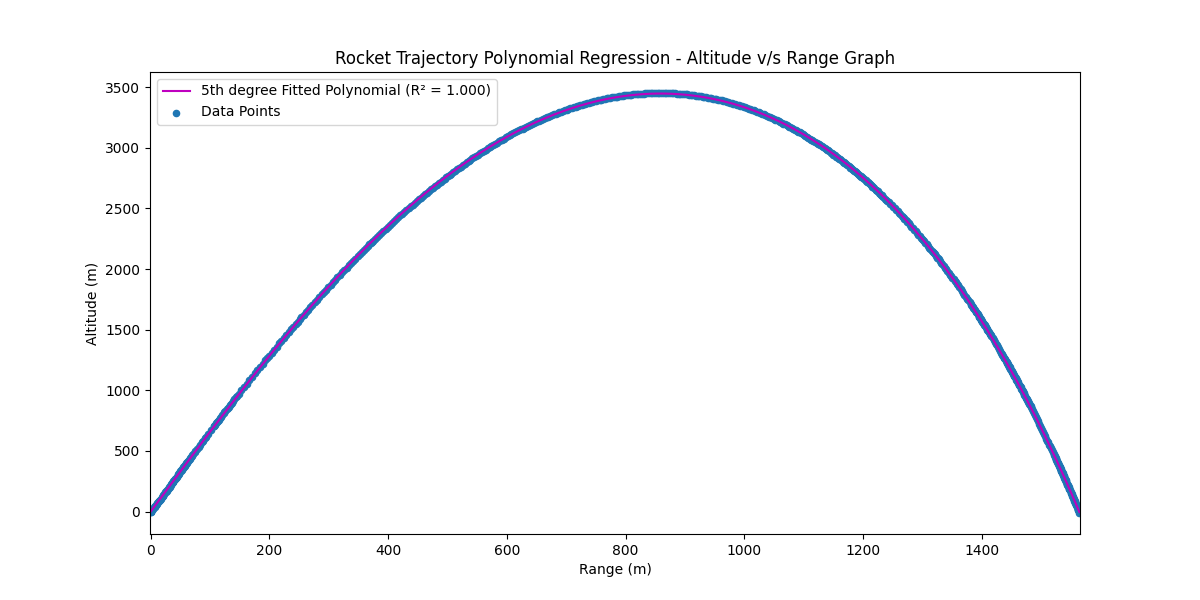 Rocket Trajectory Polynomial Regression - Altitude v/s Range Graph
5th degree Fitted Polynomial (R² = 1.000)
Data Points
3500
3000
2500
2000
1500
1000
500
0
Altitude (m)
0 200 400 600 800 1000 1200 1400
Range (m)